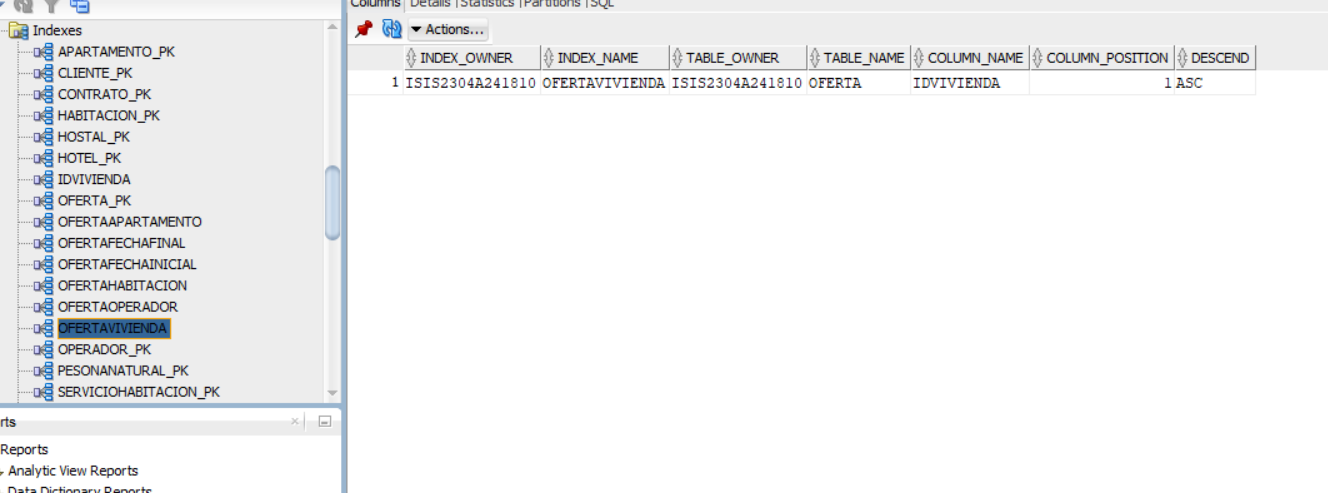 Columns Details |Statistics |Partitions |SQL
Indexes
APARTAMENTO_PK
CLIENTE_PK
CONTRATO_PK
HABITACION_PK
HOSTAL_PK
HOTEL_PK
IDVIVIENDA
OFERTA_PK
OFERTAAPARTAMENTO
OFERTAFECHAFINAL
OFERTAFECHAINICIAL
OFERTAHABITACION
OFERTAOPERADOR
OFERTAVIVIENDA
OPERADOR_PK
PESONANATURAL_PK
SERVICIOHABITACION_PK
rts
Reports
Analytic View Reports
Data Dictionary Reports
Actions...
INDEX_OWNER INDEX_NAME TABLE_OWNER TABLE_NAME COLUMN_NAME COLUMN_POSITION DESCEND
1 ISIS2304A241810 OFERTAVIVIENDA ISIS2304A241810 OFERTA IDVIVIENDA 1 ASC